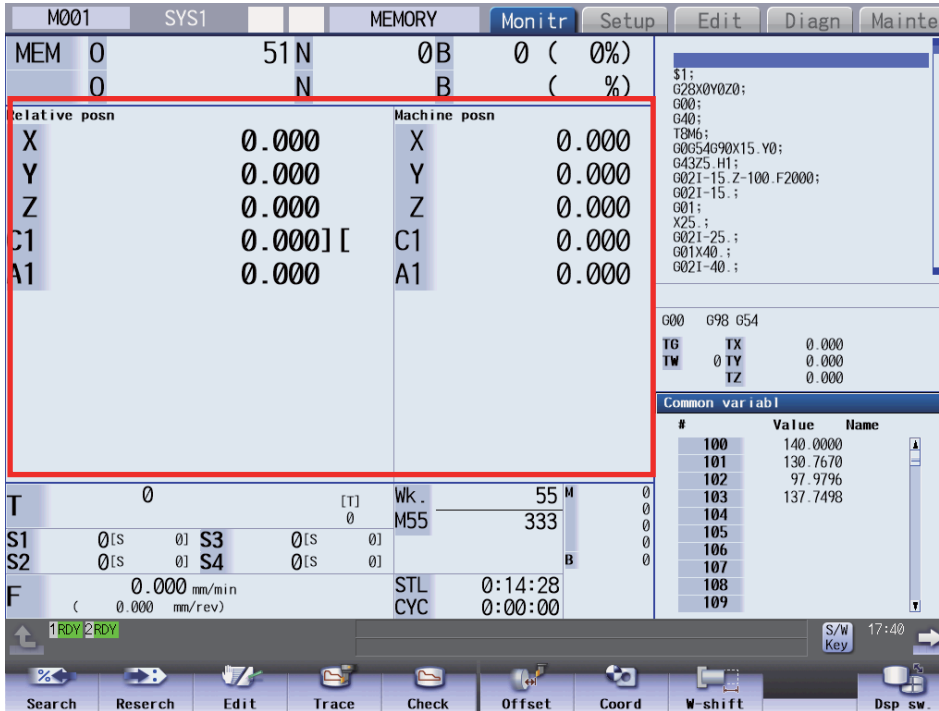 M001 SYS1 MEMORY Monitr Setup Edit Diagn Mainte
MEM O 51 N 0 B 0 ( 0%)
O N B ( %)
Relative posn
X 0.000
Y 0.000
Z 0.000
C1 0.000][
A1 0.000
Machine posn
X 0.000
Y 0.000
Z 0.000
C1 0.000
A1 0.000
$1;
G28X0Y0Z0;
G00;
G40;
T8M6;
G0G54G90X15.Y0;
G43Z5.H1;
G02I-15.Z-100.F2000;
G02I-15.;
G01;
X25.;
G02I-25.;
G01X40.;
G02I-40.;
G00 G98 G54
TG TX 0.000
TW 0 TY 0.000
TZ 0.000
Common variabl
# Value Name
100 140.0000
101 130.7670
102 97.9796
103 137.7498
104
105
106
107
108
109
T 0 [T]
0
S1 0[S 0] S3 0[S 0]
S2 0[S 0] S4 0[S 0]
F 0.000 mm/min
( 0.000 mm/rev)
Wk. 55
M55 333
M 0
0
0
0
B 0
STL 0:14:28
CYC 0:00:00
1RDY 2RDY
S/W Key 17:40
Search Reserch Edit Trace Check Offset Coord W-shift Dsp sw.